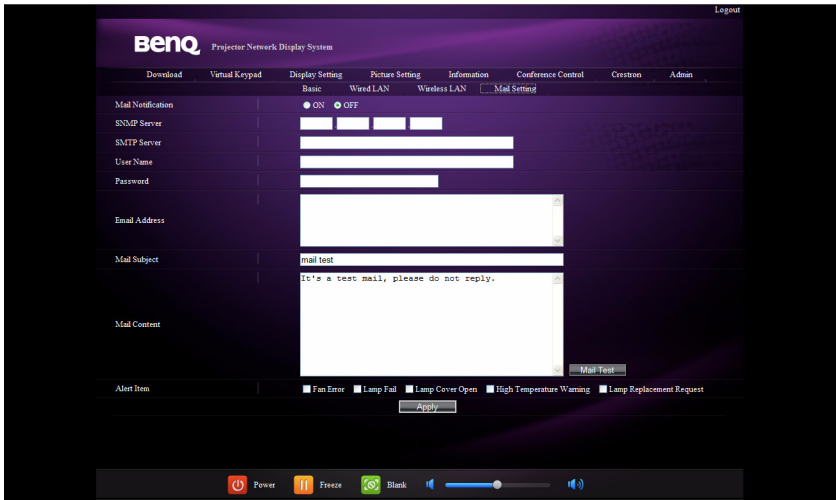 Logout
BenQ Projector Network Display System
Download Virtual Keypad Display Setting Picture Setting Information Conference Control Crestron Admin
Basic Wired LAN Wireless LAN Mail Setting
Mail Notification ON OFF
SNMP Server
SMTP Server
User Name
Password
Email Address
Mail Subject mail test
It's a test mail, please do not reply.
Mail Content
Mail Test
Alert Item Fan Error Lamp Fail Lamp Cover Open High Temperature Warning Lamp Replacement Request
Apply
Power Freeze Blank